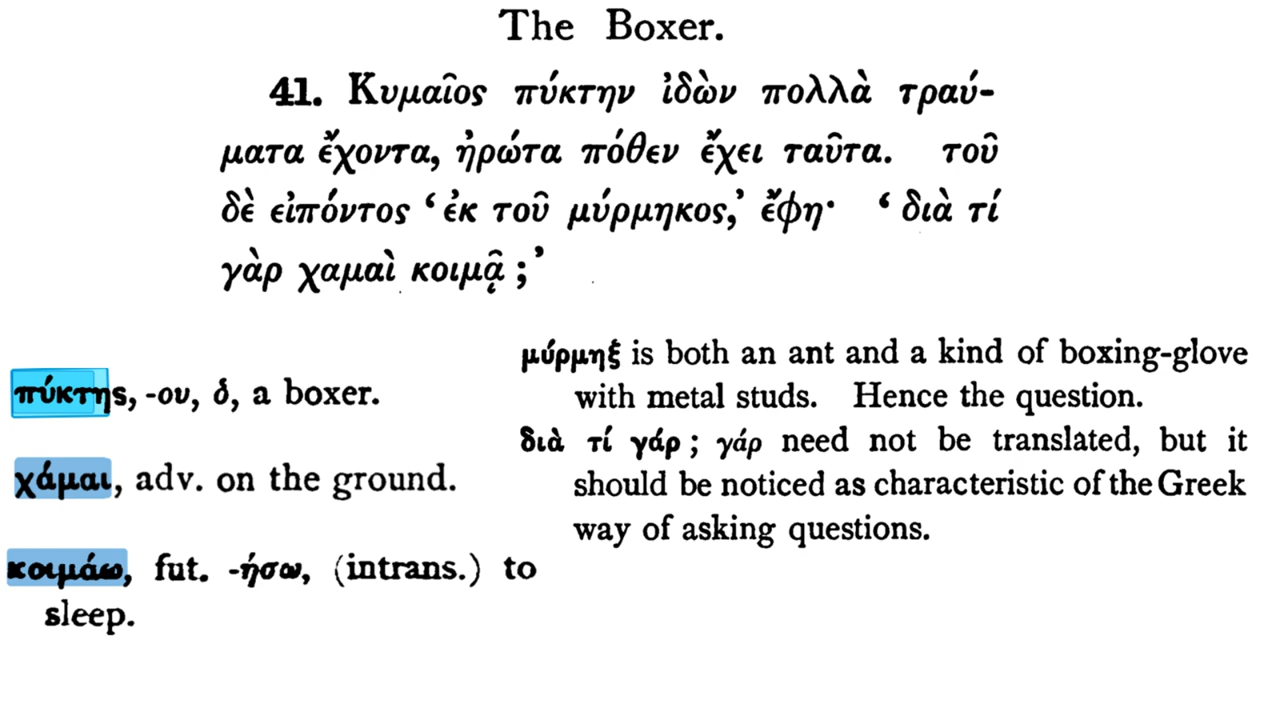 The Boxer.
41. Κυμαῖος πύκτην ἰδὼν πολλὰ τραύ-
ματα ἔχοντα, ἠρώτα πόθεν ἔχει ταῦτα. τοῦ
δὲ εἰπόντος ‘ἐκ τοῦ μύρμηκος,’ ἔφη· ‘διὰ τί
γὰρ χαμαὶ κοιμᾷ;’
πύκτης, -ου, ὁ, a boxer.
χάμαι, adv. on the ground.
κοιμάω, fut. -ήσω, (intrans.) to
sleep.
μύρμηξ is both an ant and a kind of boxing-glove
with metal studs. Hence the question.
διὰ τί γάρ; γάρ need not be translated, but it
should be noticed as characteristic of the Greek
way of asking questions.